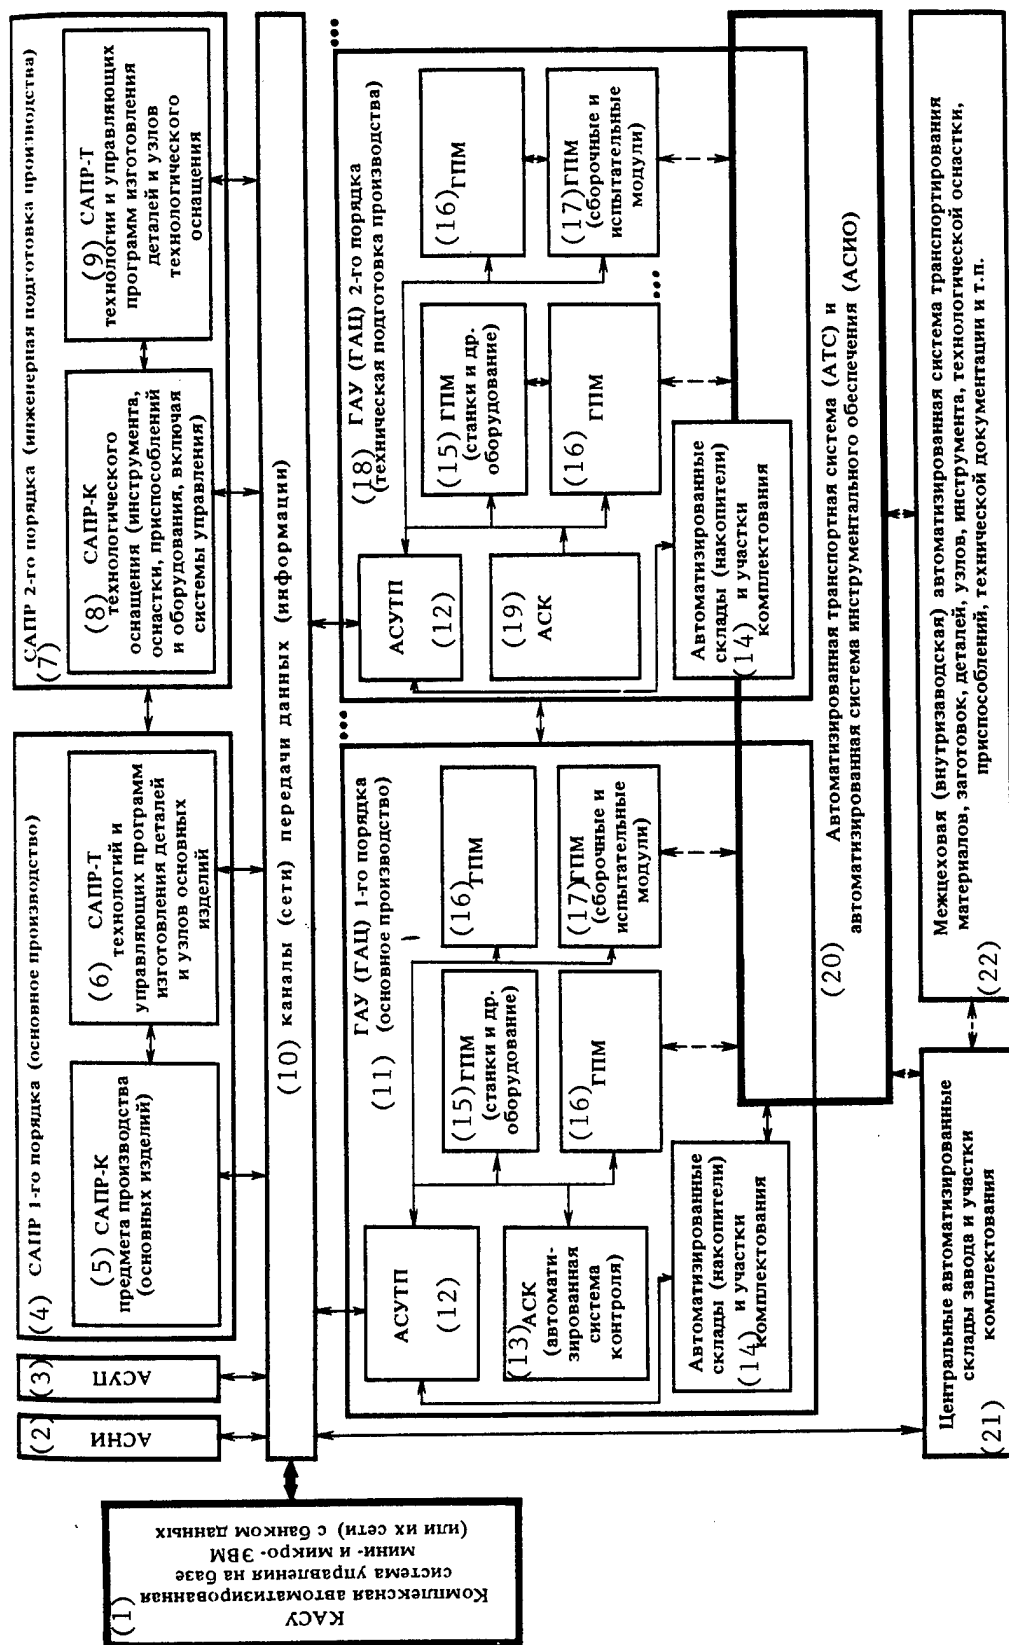 (1)
КАСУ
Комплексная автоматизированная
система управления на базе
мини- и микро- ЭВМ
(или их сети) с банком данных
(2)
АСНИ
(3)
АСУП
(4) САПР 1-го порядка (основное производство)
(5) САПР-К
предмета производства
(основных изделий)
(6) САПР-Т
технологий и
управляющих программ
изготовления деталей
и узлов основных
изделий
(7) САПР 2-го порядка (инженерная подготовка производства)
(8) САПР-К
технологического
оснащения (инструмента,
оснастки, приспособлений
и оборудования, включая
системы управления)
(9) САПР-Т
технологии и управляющих
программ изготовления
деталей и узлов
технологического
оснащения
(10) каналы (сети) передачи данных (информации)
(11) ГАУ (ГАЦ) 1-го порядка
(основное производство)
АСУТП
(12)
(13) АСК
(автомати-
зированная
система
контроля)
Автоматизированные
склады (накопители)
(14) и участки
комплектования
(15) ГПМ
(станки и др.
оборудование)
(16) ГПМ
(16) ГПМ
(17) ГПМ
(сборочные и
испытательные
модули)
(18) ГАУ (ГАЦ) 2-го порядка
(техническая подготовка производства)
АСУТП
(12)
(19)
АСК
Автоматизированные
склады (накопители)
(14) и участки
комплектования
(15) ГПМ
(станки и др.
оборудование)
(16) ГПМ
(16) ГПМ
(17) ГПМ
(сборочные и
испытательные
модули)
(20) Автоматизированная транспортная система (АТС) и
автоматизированная система инструментального обеспечения (АСИО)
Центральные автоматизированные
(21) склады завода и участки
комплектования
Межцеховая (внутризаводская) автоматизированная система транспортирования
(22) материалов, заготовок, деталей, узлов, инструмента, технологической оснастки,
приспособлений, технической документации и т.п.